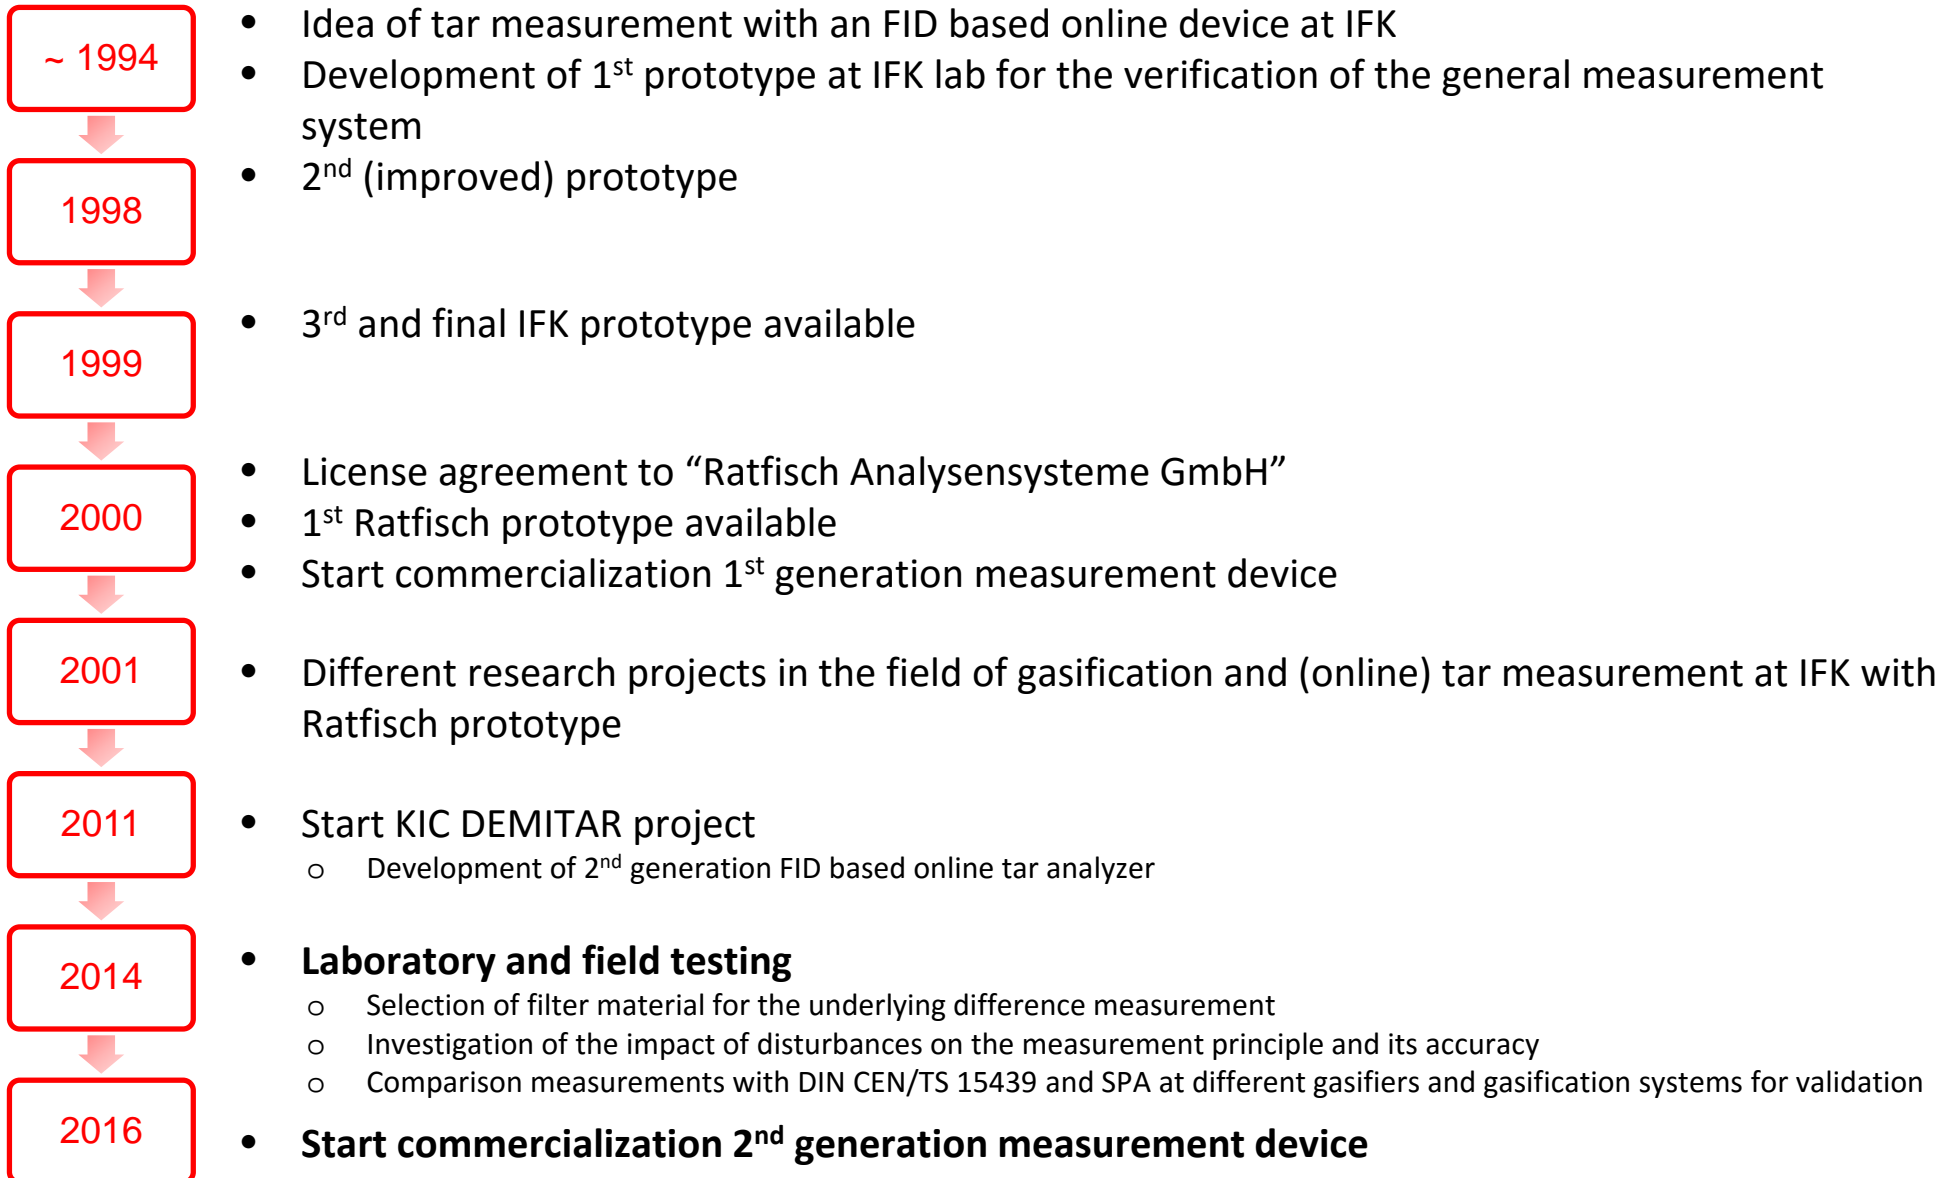 ~ 1994
• Idea of tar measurement with an FID based online device at IFK
• Development of 1st prototype at IFK lab for the verification of the general measurement
system
1998
• 2nd (improved) prototype
1999
• 3rd and final IFK prototype available
2000
• License agreement to “Ratfisch Analysensysteme GmbH”
• 1st Ratfisch prototype available
• Start commercialization 1st generation measurement device
2001
• Different research projects in the field of gasification and (online) tar measurement at IFK with
Ratfisch prototype
2011
• Start KIC DEMITAR project
o Development of 2nd generation FID based online tar analyzer
2014
• Laboratory and field testing
o Selection of filter material for the underlying difference measurement
o Investigation of the impact of disturbances on the measurement principle and its accuracy
o Comparison measurements with DIN CEN/TS 15439 and SPA at different gasifiers and gasification systems for validation
2016
• Start commercialization 2nd generation measurement device